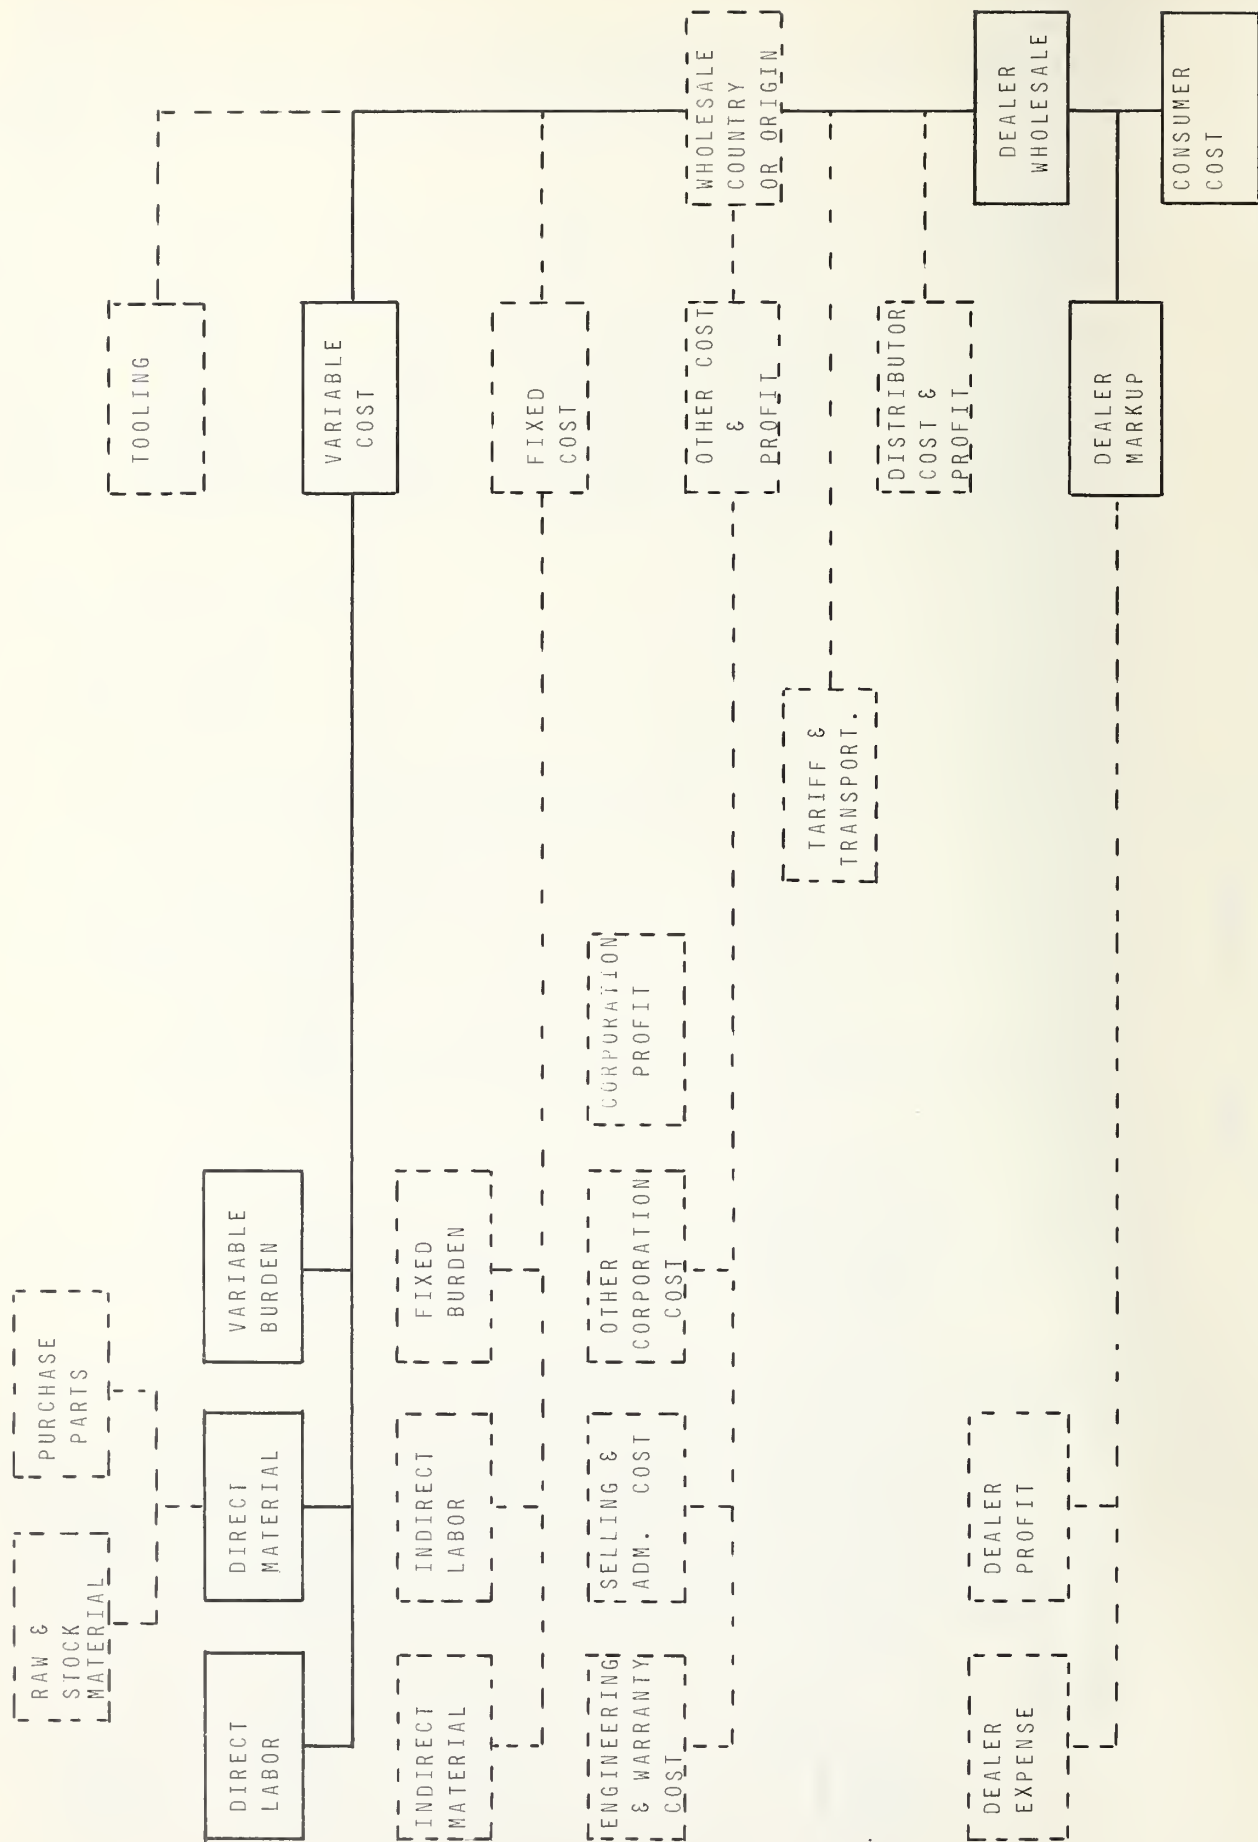 RAW &
STOCK
MATERIAL
PURCHASE
PARTS
TOOLING
DIRECT
LABOR
DIRECT
MATERIAL
VARIABLE
BURDEN
VARIABLE
COST
INDIRECT
MATERIAL
INDIRECT
LABOR
FIXED
BURDEN
FIXED
COST
ENGINEERING
& WARRANTY
COST
SELLING &
ADM. COST
OTHER
CORPORATION
COST
CORPORATION
PROFIT
OTHER COST
&
PROFIT
WHOLESALE
COUNTRY
OR ORIGIN
TARIFF &
TRANSPORT.
DISTRIBUTOR
COST &
PROFIT
DEALER
EXPENSE
DEALER
PROFIT
DEALER
WHOLESALE
DEALER
MARKUP
CONSUMER
COST